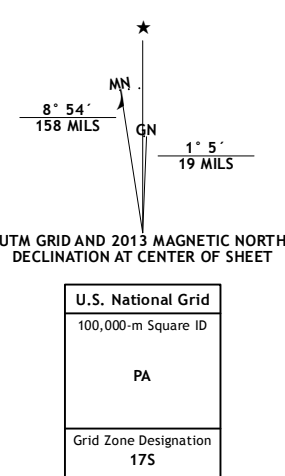 ★
MN
GN
8° 54´
158 MILS
1° 5´
19 MILS
UTM GRID AND 2013 MAGNETIC NORTH
DECLINATION AT CENTER OF SHEET
U.S. National Grid
100,000-m Square ID
PA
Grid Zone Designation
17S